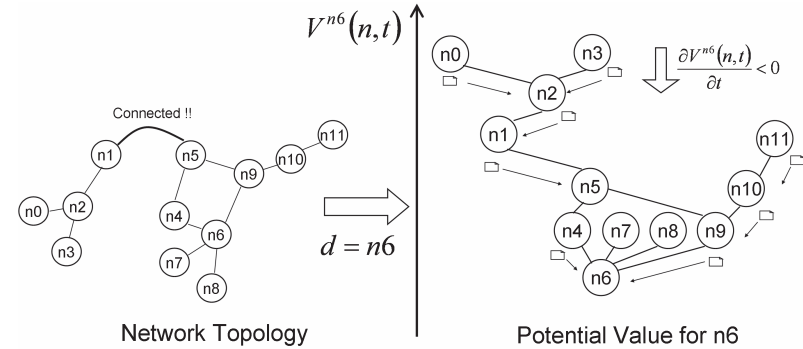 Connected !!
n1
n5
n9
n10
n11
n0
n2
n3
n4
n6
n7
n8
Network Topology
d = n6
V^{n6}(n,t)
∂V^{n6}(n,t)/∂t < 0
n0
n3
n2
n1
n11
n5
n10
n4
n7
n8
n9
n6
Potential Value for n6